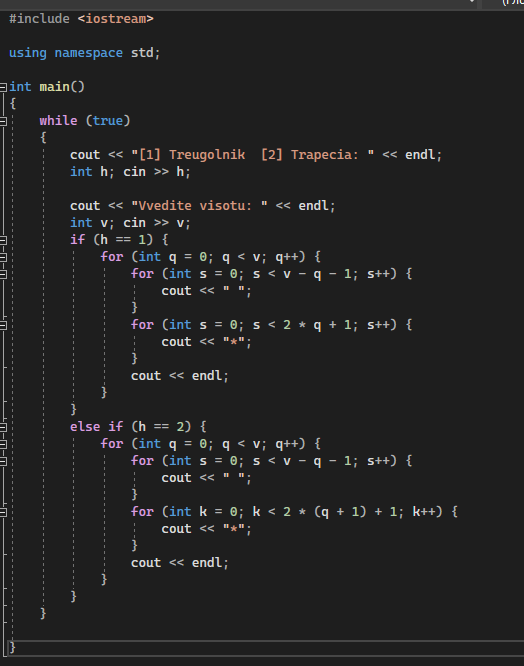 (Гло
#include <iostream>

using namespace std;

int main()
{
    while (true)
    {
        cout << "[1] Treugolnik  [2] Trapecia: " << endl;
        int h; cin >> h;

        cout << "Vvedite visotu: " << endl;
        int v; cin >> v;
        if (h == 1) {
            for (int q = 0; q < v; q++) {
                for (int s = 0; s < v - q - 1; s++) {
                    cout << " ";
                }
                for (int s = 0; s < 2 * q + 1; s++) {
                    cout << "*";
                }
                cout << endl;
            }
        }
        else if (h == 2) {
            for (int q = 0; q < v; q++) {
                for (int s = 0; s < v - q - 1; s++) {
                    cout << " ";
                }
                for (int k = 0; k < 2 * (q + 1) + 1; k++) {
                    cout << "*";
                }
                cout << endl;
            }
        }
    }

}